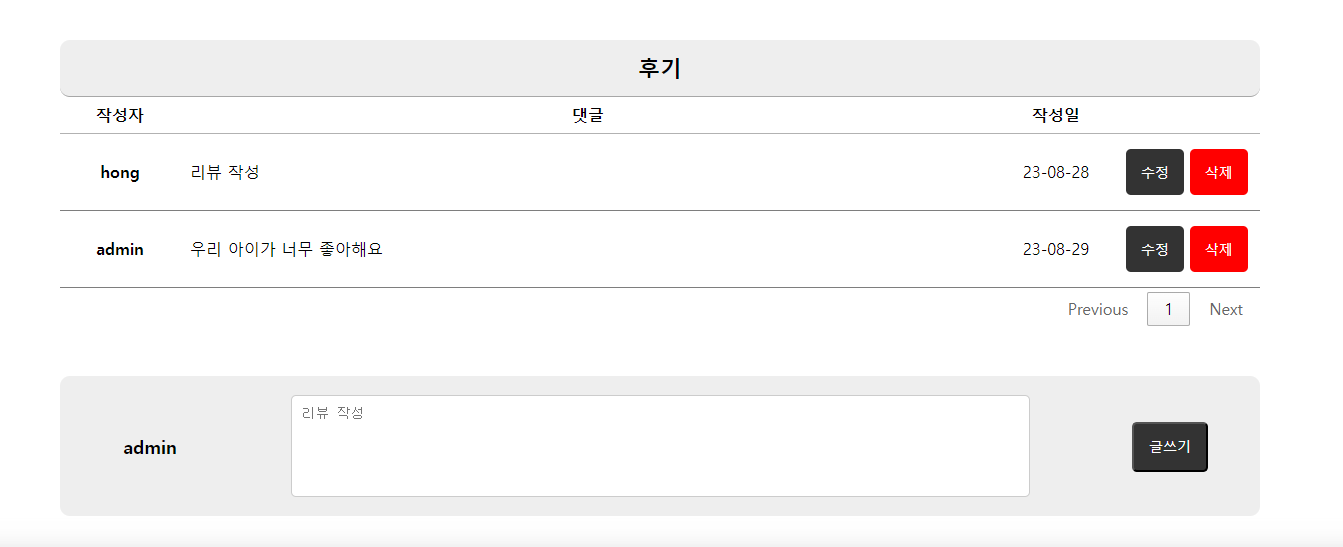 후기
작성자 댓글 작성일
hong 리뷰 작성 23-08-28 수정 삭제
admin 우리 아이가 너무 좋아해요 23-08-29 수정 삭제
Previous 1 Next
리뷰 작성
admin 글쓰기